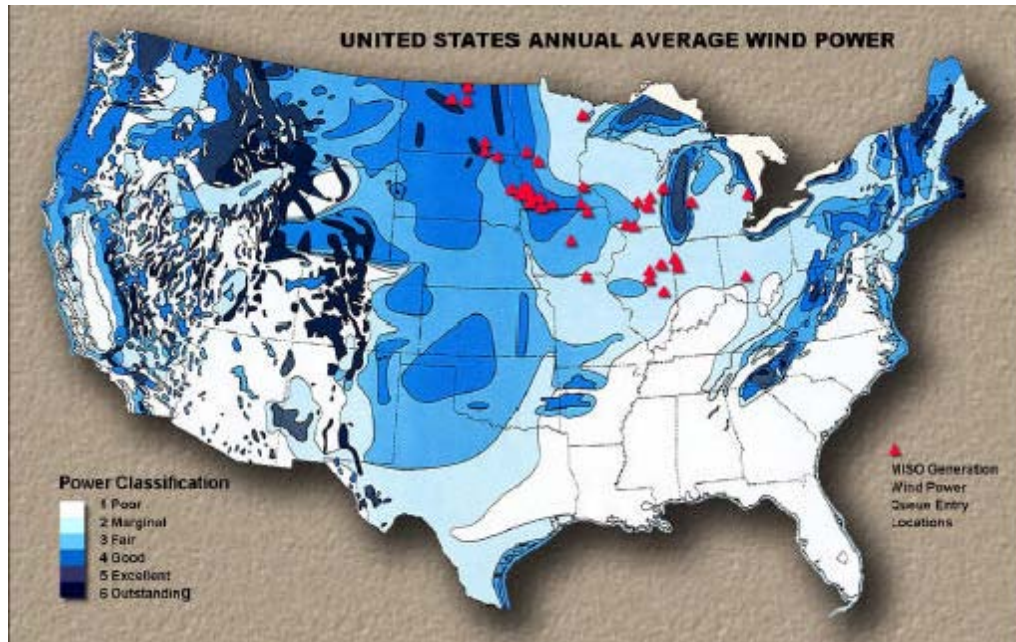 UNITED STATES ANNUAL AVERAGE WIND POWER
Power Classification
1 Poor
2 Marginal
3 Fair
4 Good
5 Excellent
6 Outstanding
MISO Generation
Wind Power
Queue Entry
Locations